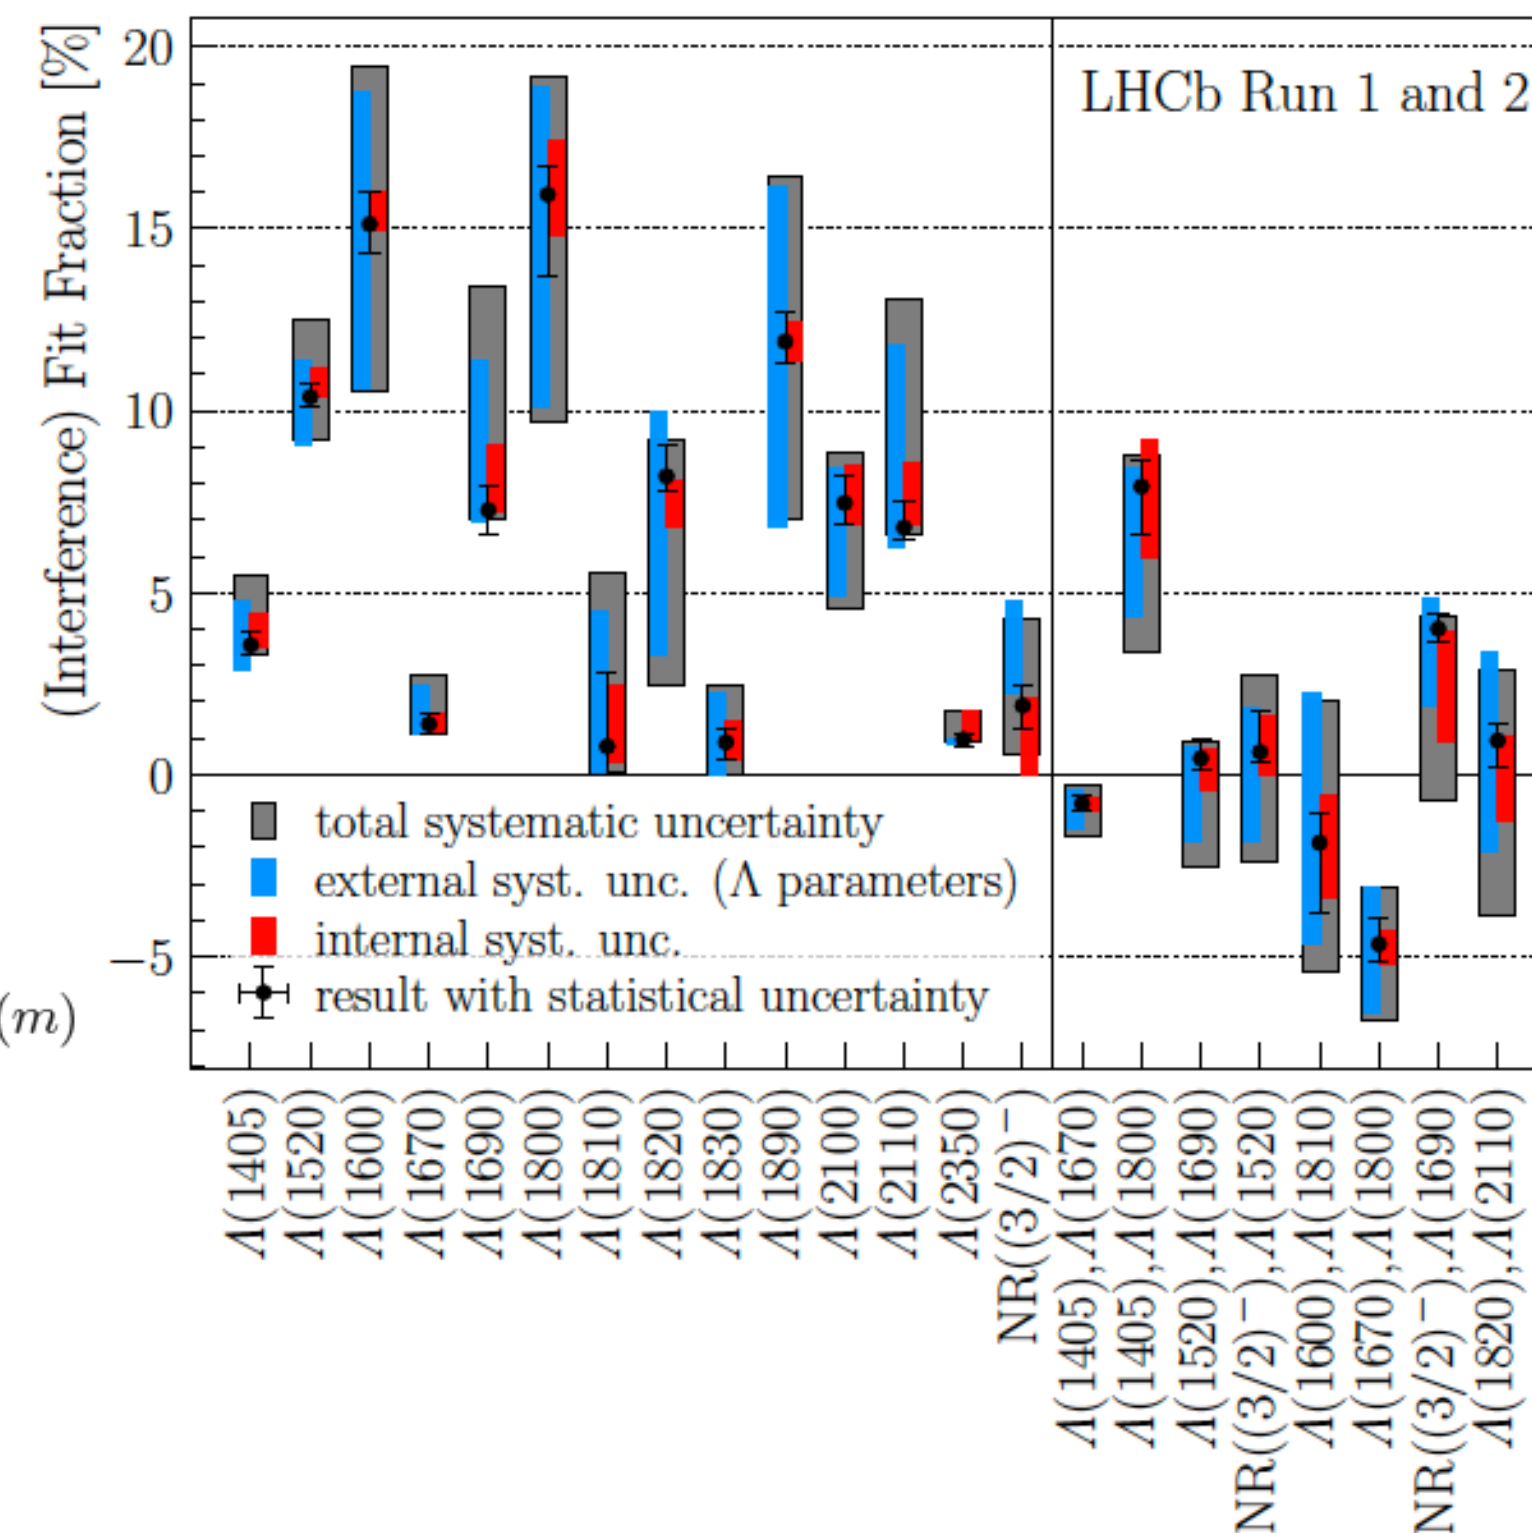 (Interference) Fit Fraction [%]
20
15
10
5
0
−5
LHCb Run 1 and 2
total systematic uncertainty
external syst. unc. (Λ parameters)
internal syst. unc.
result with statistical uncertainty
(m)
Λ(1405)
Λ(1520)
Λ(1600)
Λ(1670)
Λ(1690)
Λ(1800)
Λ(1810)
Λ(1820)
Λ(1830)
Λ(1890)
Λ(2100)
Λ(2110)
Λ(2350)
NR((3/2)⁻)
Λ(1405),Λ(1670)
Λ(1405),Λ(1800)
Λ(1520),Λ(1690)
NR((3/2)⁻),Λ(1520)
Λ(1600),Λ(1810)
Λ(1670),Λ(1800)
NR((3/2)⁻),Λ(1690)
Λ(1820),Λ(2110)